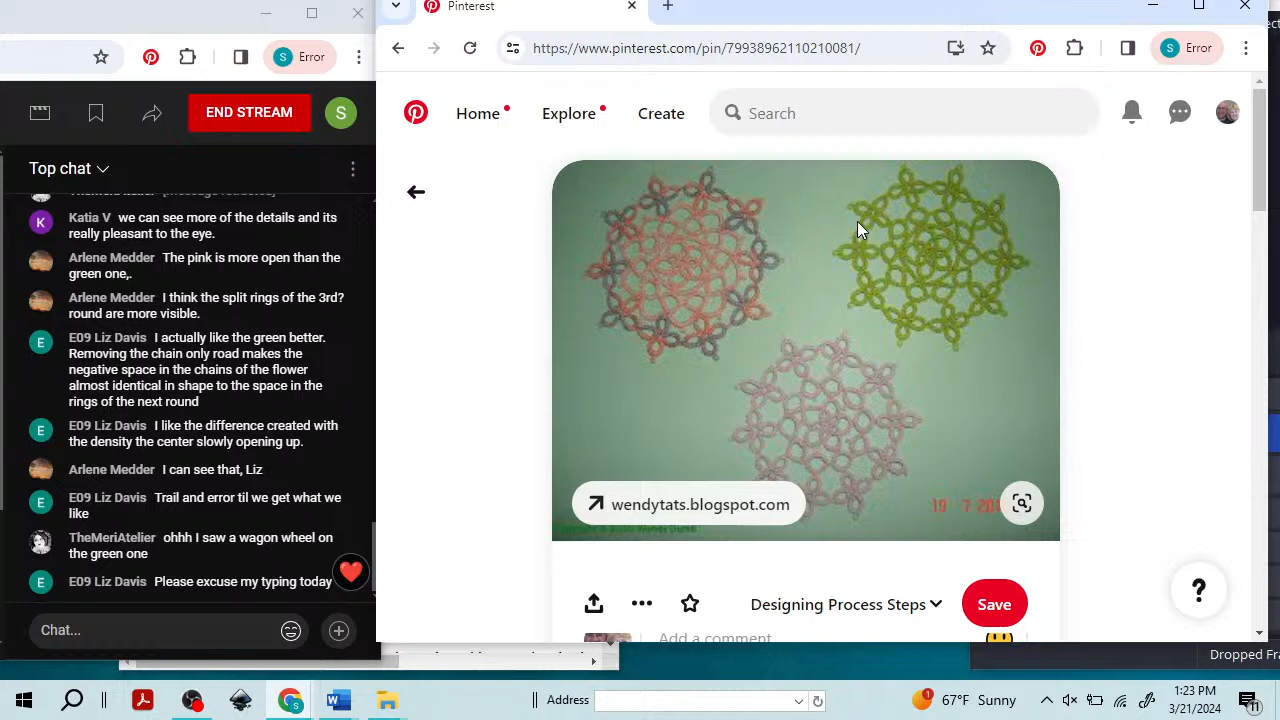 Pinterest
https://www.pinterest.com/pin/79938962110210081/
S Error
S Error
END STREAM
S
Home
Explore
Create
Search
Top chat
Katia V we can see more of the details and its
really pleasant to the eye.
Arlene Medder The pink is more open than the
green one,.
Arlene Medder I think the split rings of the 3rd?
round are more visible.
E09 Liz Davis I actually like the green better.
Removing the chain only road makes the
negative space in the chains of the flower
almost identical in shape to the space in the
rings of the next round
E09 Liz Davis I like the difference created with
the density the center slowly opening up.
Arlene Medder I can see that, Liz
E09 Liz Davis Trail and error til we get what we
like
TheMeriAtelier ohhh I saw a wagon wheel on
the green one
E09 Liz Davis Please excuse my typing today
Chat...
wendytats.blogspot.com
19 7
Designing Process Steps
Save
Add a comment
?
Dropped Fra
Address
1
67°F Sunny
1:23 PM
3/21/2024
11